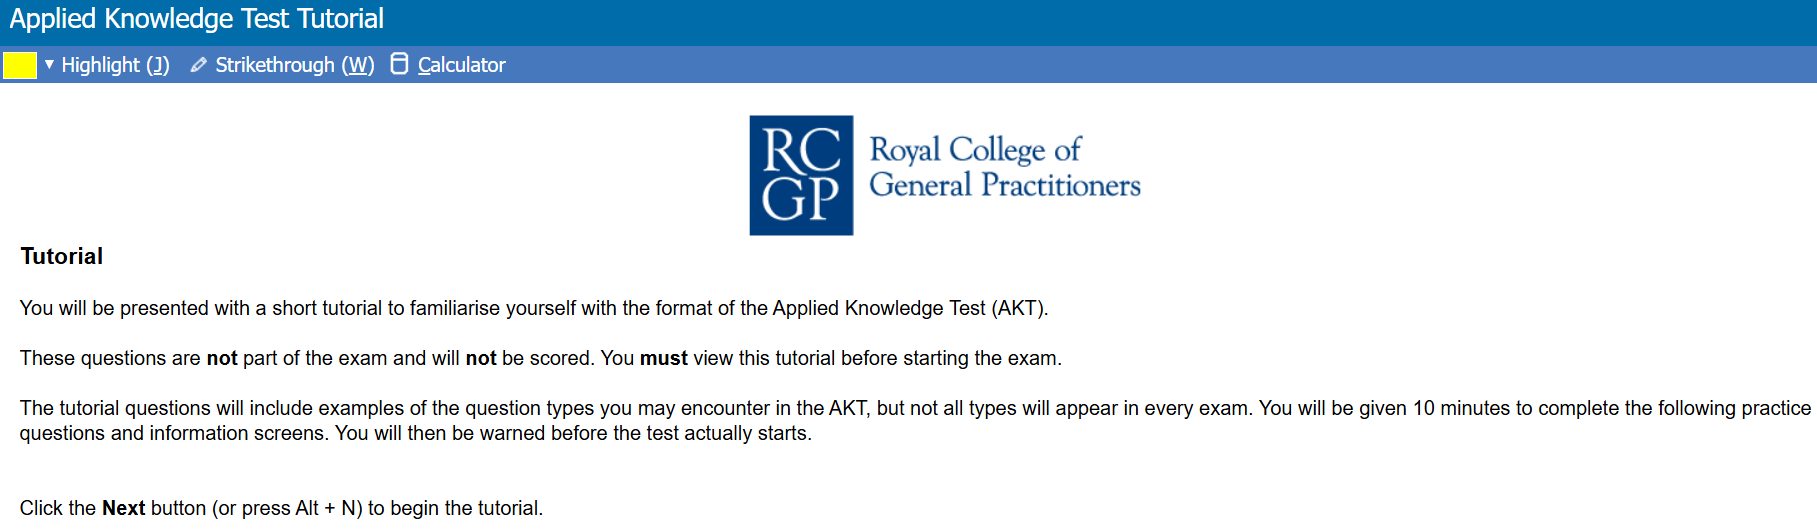 Applied Knowledge Test Tutorial
Highlight (J) Strikethrough (W) Calculator
RC
GP
Royal College of
General Practitioners
Tutorial
You will be presented with a short tutorial to familiarise yourself with the format of the Applied Knowledge Test (AKT).
These questions are not part of the exam and will not be scored. You must view this tutorial before starting the exam.
The tutorial questions will include examples of the question types you may encounter in the AKT, but not all types will appear in every exam. You will be given 10 minutes to complete the following practice
questions and information screens. You will then be warned before the test actually starts.
Click the Next button (or press Alt + N) to begin the tutorial.